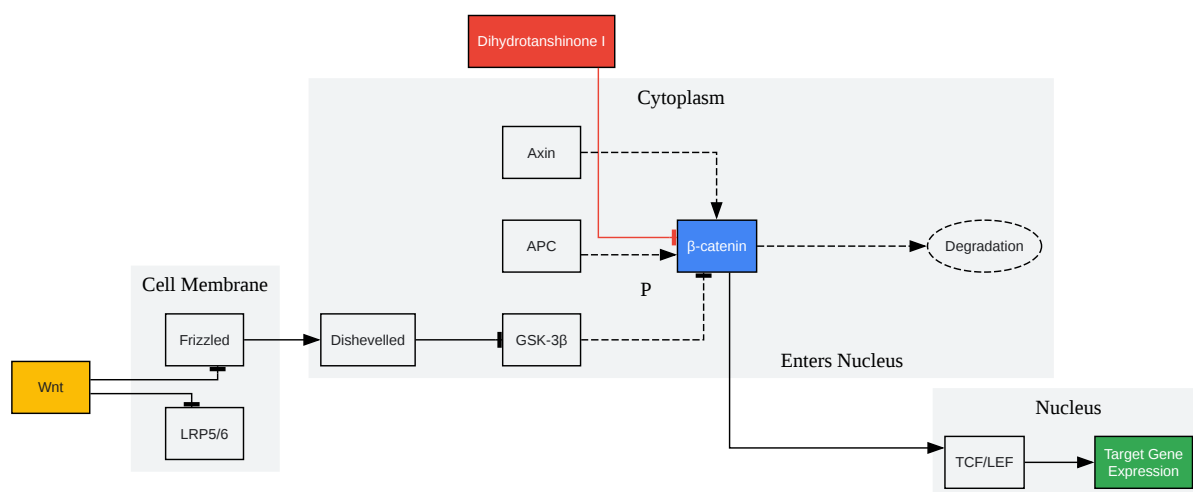 Dihydrotanshinone I
Cytoplasm
Axin
APC
β-catenin
Degradation
P
Cell Membrane
Frizzled
Dishevelled
GSK-3β
Enters Nucleus
Wnt
LRP5/6
Nucleus
TCF/LEF
Target Gene
Expression